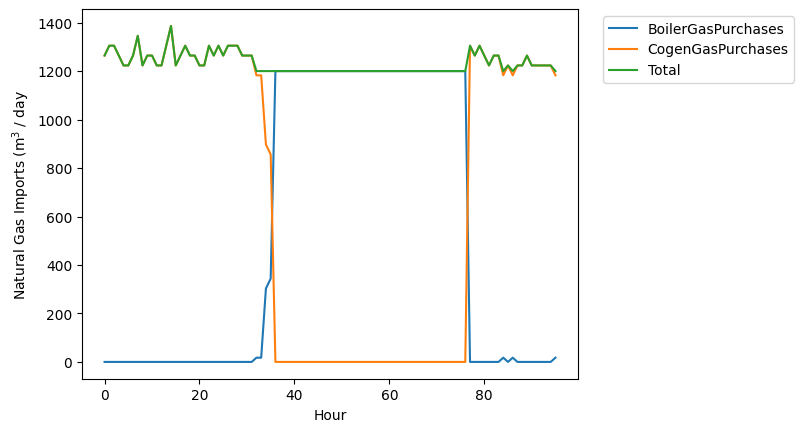 1400
1200
1000
800
600
400
200
0
Natural Gas Imports (m³ / day
0 20 40 60 80
Hour
BoilerGasPurchases
CogenGasPurchases
Total